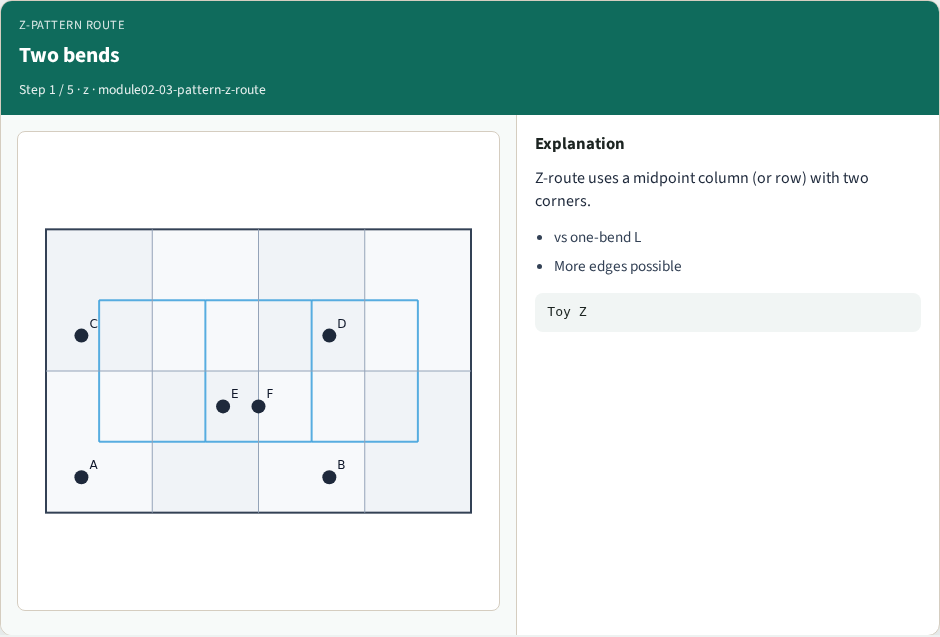 Z-PATTERN ROUTE
Two bends
Step 1 / 5 · z · module02-03-pattern-z-route
C
D
E
F
A
B
Explanation
Z-route uses a midpoint column (or row) with two
corners.
vs one-bend L
More edges possible
Toy Z